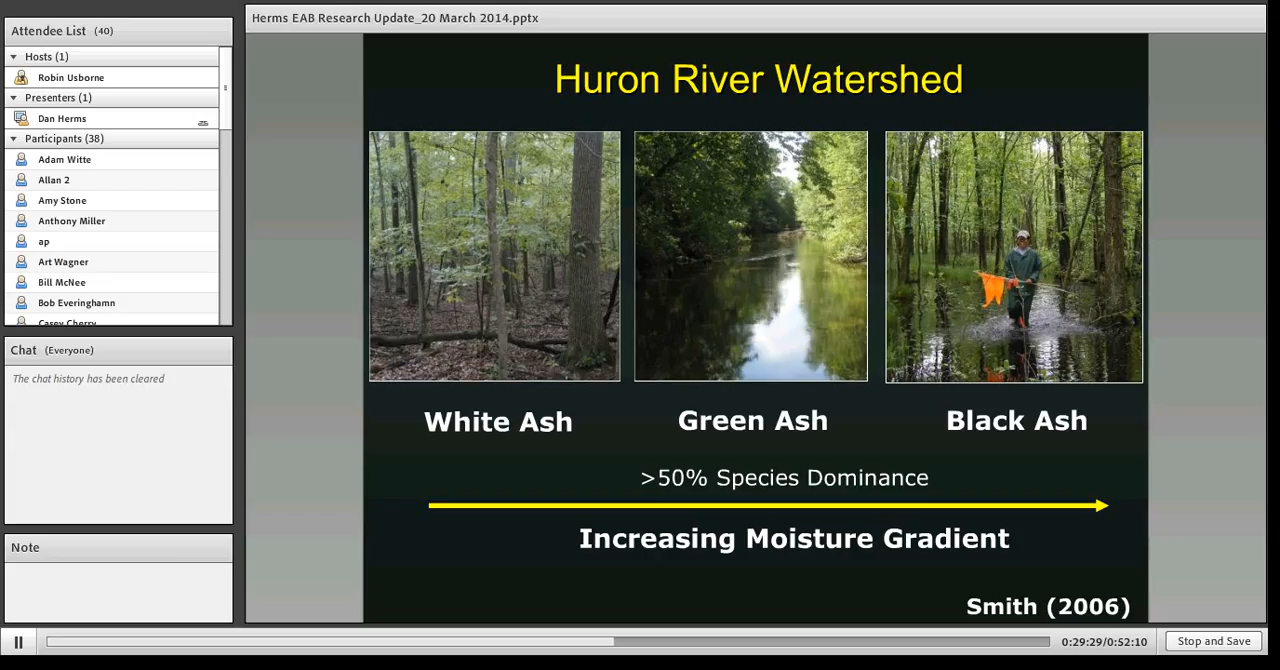 Herms EAB Research Update_20 March 2014.pptx
Attendee List (40)
Hosts (1)
Robin Usborne
Presenters (1)
Dan Herms
Participants (38)
Adam Witte
Allan 2
Amy Stone
Anthony Miller
ap
Art Wagner
Bill McNee
Bob Everinghamn
Casey Cherry
Chat (Everyone)
The chat history has been cleared
Note
Huron River Watershed
White Ash
Green Ash
Black Ash
>50% Species Dominance
Increasing Moisture Gradient
Smith (2006)
0:29:29/0:52:10
Stop and Save